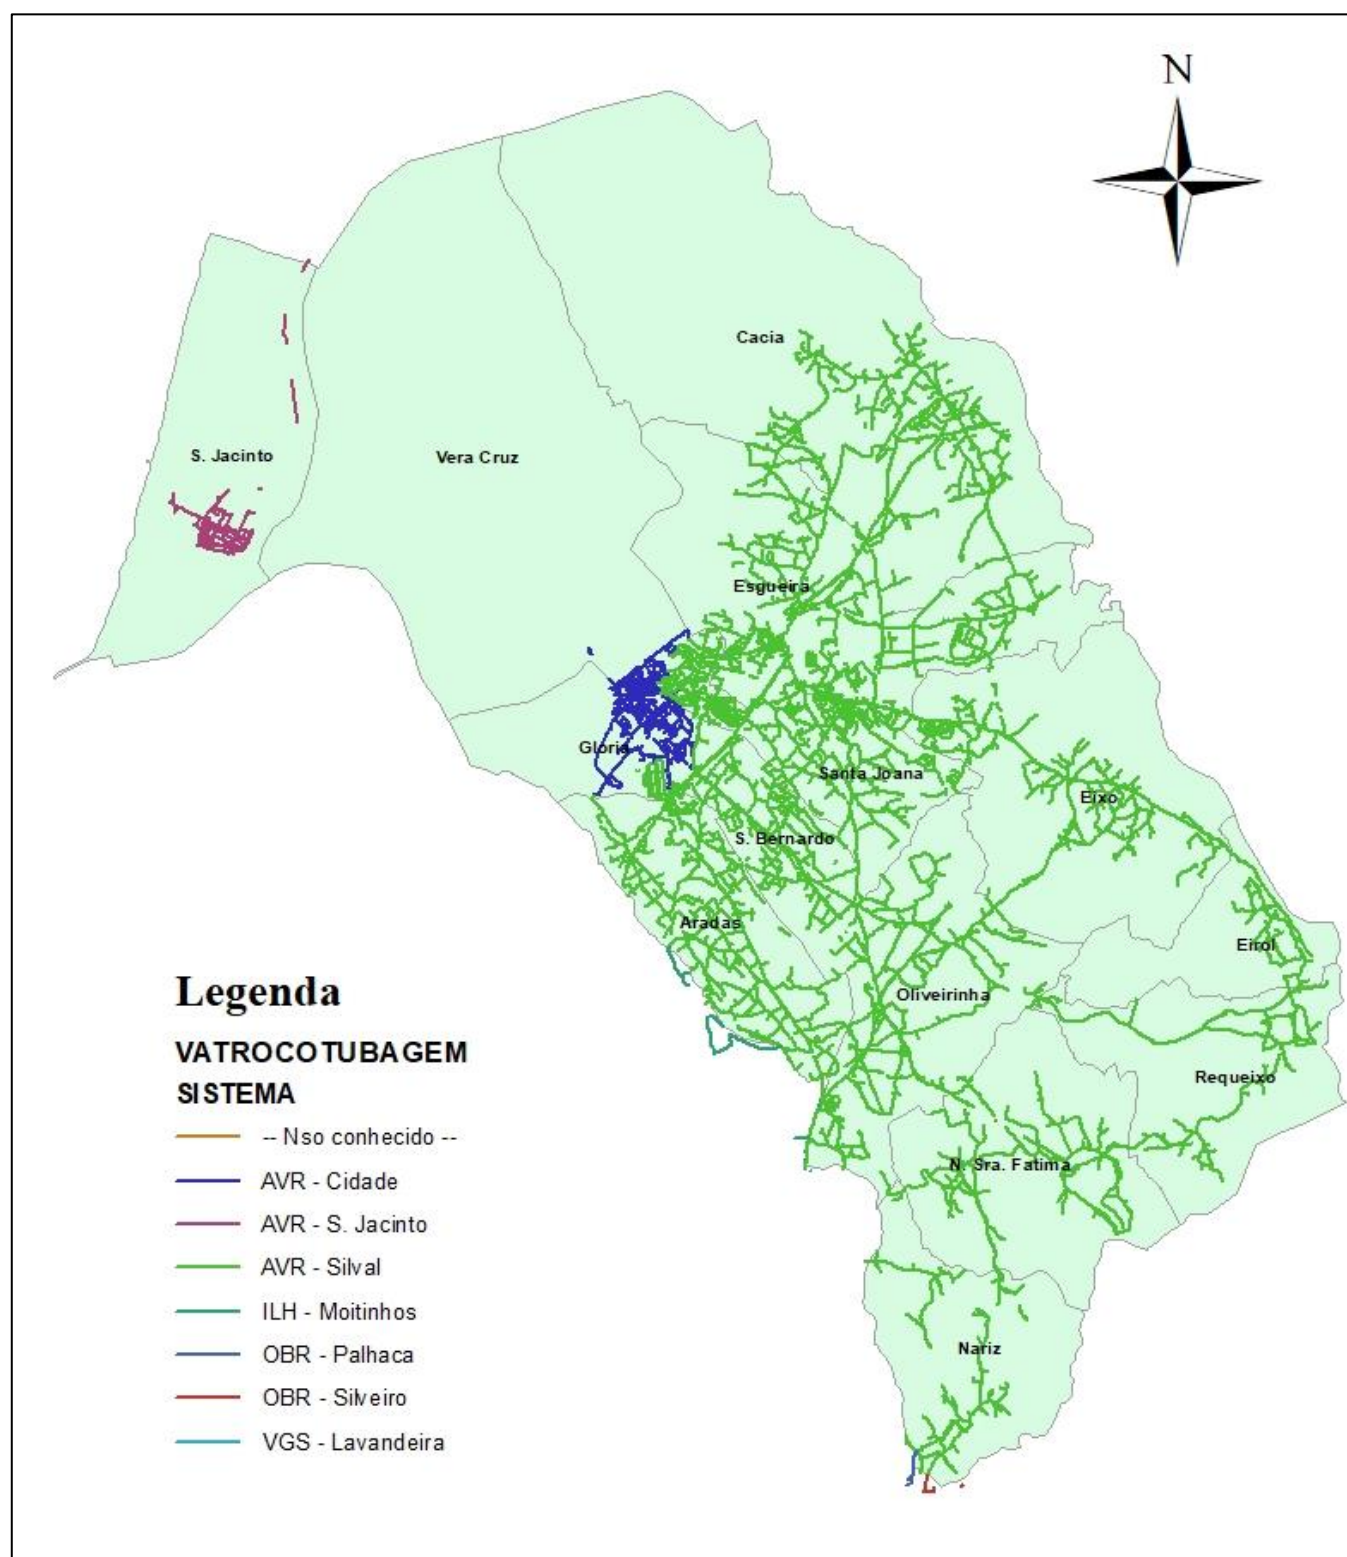 N
Cacia
S. Jacinto
Vera Cruz
Esgueira
Glória
Santa Joana
Eixo
S. Bernardo
Aradas
Eirol
Oliveirinha
Requeixo
N. Sra. Fatima
Nariz
Legenda
VATROCOTUBAGEM
SISTEMA
-- Nso conhecido --
AVR - Cidade
AVR - S. Jacinto
AVR - Silval
ILH - Moitinhos
OBR - Palhaca
OBR - Silveiro
VGS - Lavandeira